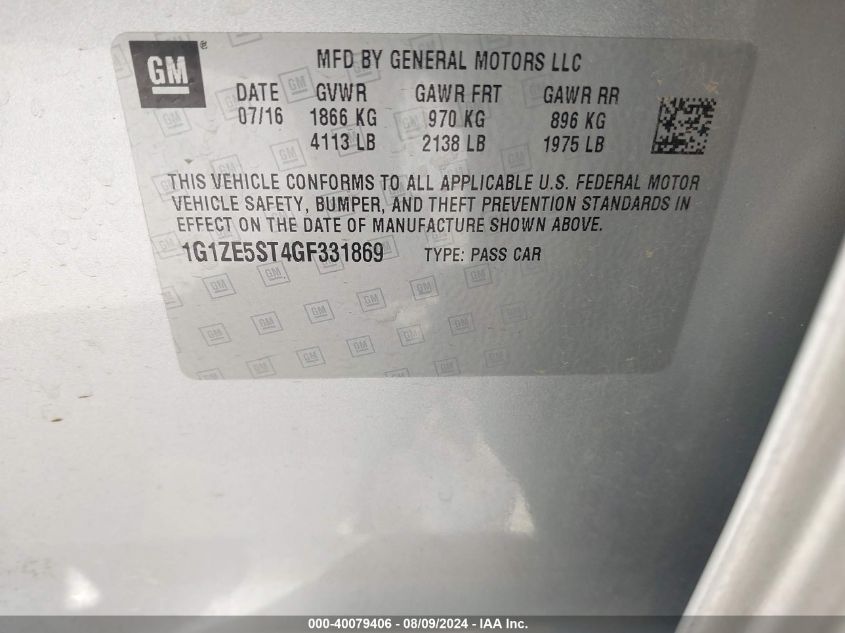 GM ®
MFD BY GENERAL MOTORS LLC
DATE GVWR GAWR FRT GAWR RR
07/16 1866 KG 970 KG 896 KG
4113 LB 2138 LB 1975 LB
THIS VEHICLE CONFORMS TO ALL APPLICABLE U.S. FEDERAL MOTOR
VEHICLE SAFETY, BUMPER, AND THEFT PREVENTION STANDARDS IN
EFFECT ON THE DATE OF MANUFACTURE SHOWN ABOVE.
1G1ZE5ST4GF331869 TYPE: PASS CAR
000-40079406 - 08/09/2024 - IAA Inc.